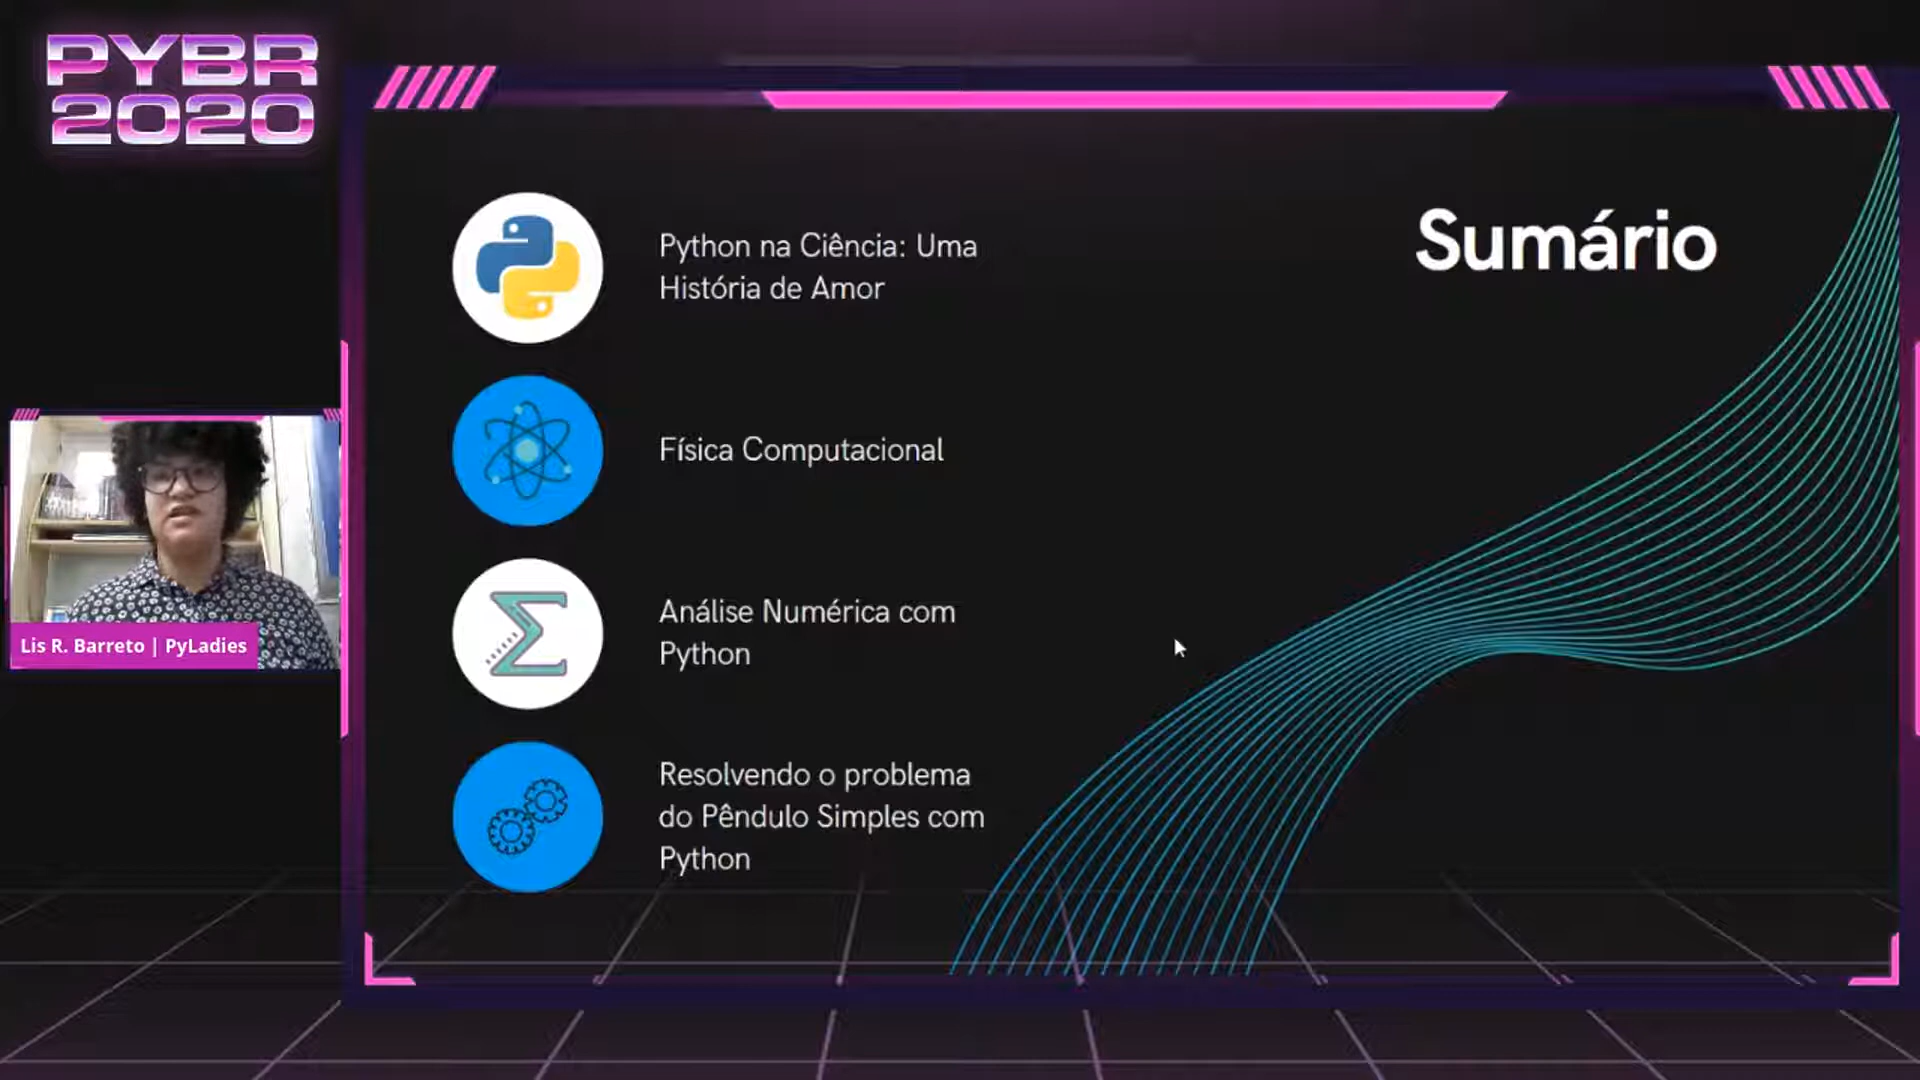 PYBR
2020
Sumário
Python na Ciência: Uma
História de Amor
Física Computacional
Análise Numérica com
Python
Resolvendo o problema
do Pêndulo Simples com
Python
Lis R. Barreto | PyLadies